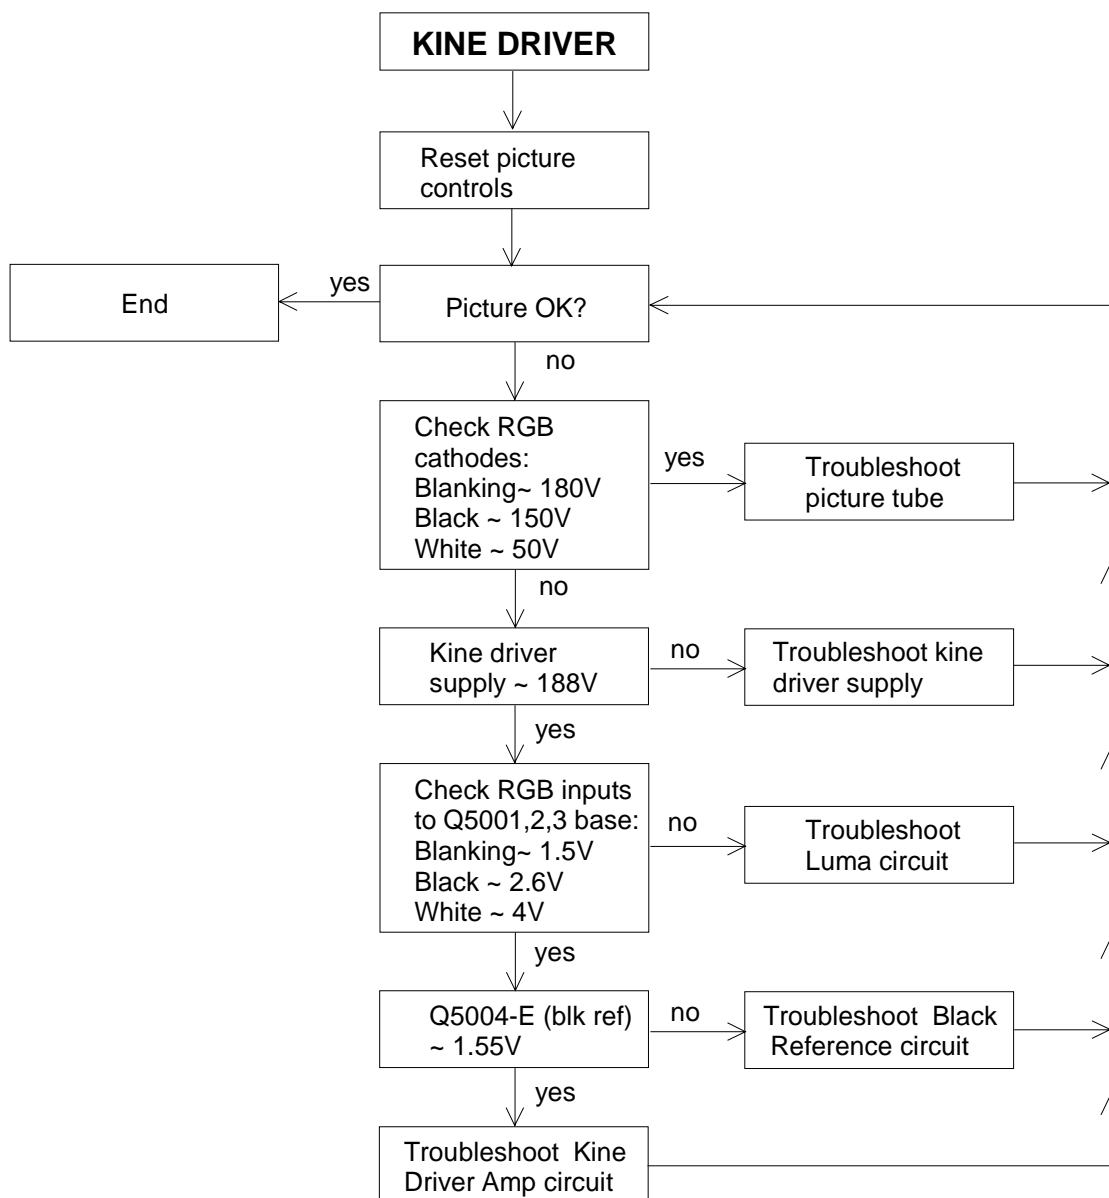 KINE DRIVER
Reset picture
controls
End
yes
Picture OK?
no
Check RGB
cathodes:
Blanking~ 180V
Black ~ 150V
White ~ 50V
yes
Troubleshoot
picture tube
no
Kine driver
supply ~ 188V
no
Troubleshoot kine
driver supply
yes
Check RGB inputs
to Q5001,2,3 base:
Blanking~ 1.5V
Black ~ 2.6V
White ~ 4V
no
Troubleshoot
Luma circuit
yes
Q5004-E (blk ref)
~ 1.55V
no
Troubleshoot Black
Reference circuit
yes
Troubleshoot Kine
Driver Amp circuit